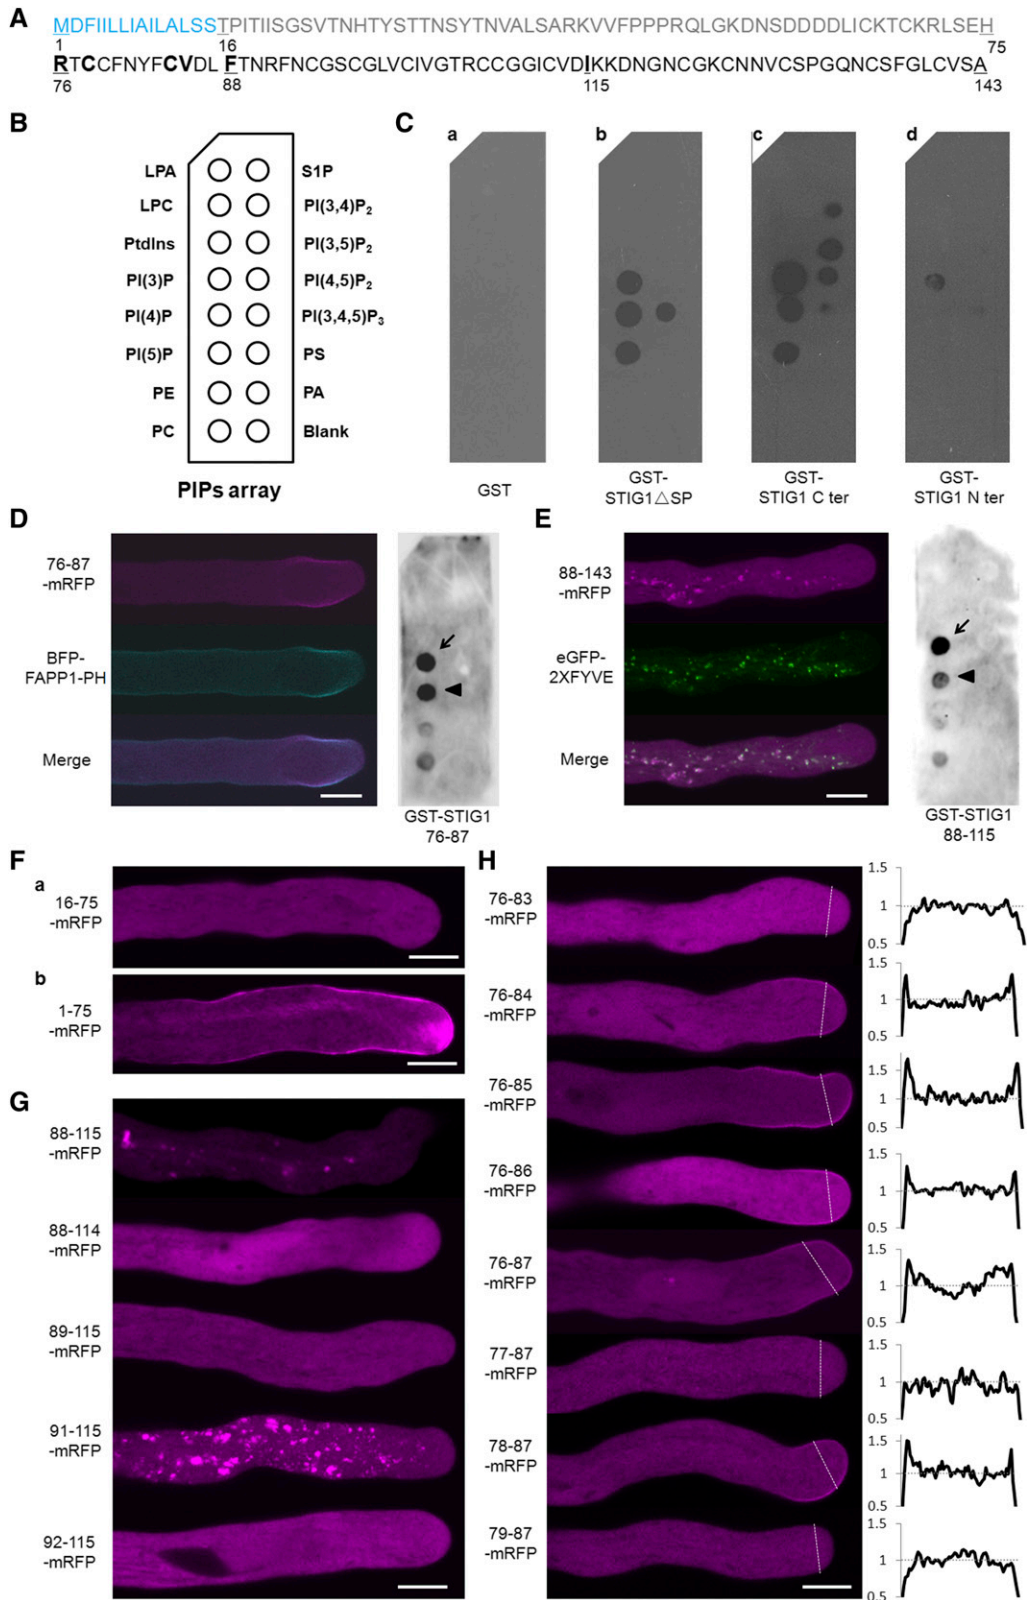 A
MDFIILLIAILALSSTPITIISGSVTNHTYSTTNSYTNVALSARKVVFPPPRQLGKDNSDDDDLICKTCKRLSEH
1 16 75
RTCCFNYFCVDLFTNRFNCGSCGLVCIVGTRCCGGICVDIKKDNGNCGKCNNVCSPGQNCSFGLCVSA
76 88 115 143
B
LPA S1P
LPC PI(3,4)P2
PtdIns PI(3,5)P2
PI(3)P PI(4,5)P2
PI(4)P PI(3,4,5)P3
PI(5)P PS
PE PA
PC Blank
PIPs array
C
a b c d
GST
GST-
STIG1△SP
GST-
STIG1 C ter
GST-
STIG1 N ter
D
76-87
-mRFP
BFP-
FAPP1-PH
Merge
GST-STIG1
76-87
E
88-143
-mRFP
eGFP-
2XFYVE
Merge
GST-STIG1
88-115
F
a
16-75
-mRFP
b
1-75
-mRFP
G
88-115
-mRFP
88-114
-mRFP
89-115
-mRFP
91-115
-mRFP
92-115
-mRFP
H
76-83
-mRFP
1.5
1
0.5
76-84
-mRFP
1.5
1
0.5
76-85
-mRFP
1.5
1
0.5
76-86
-mRFP
1.5
1
0.5
76-87
-mRFP
1.5
1
0.5
77-87
-mRFP
1.5
1
0.5
78-87
-mRFP
1.5
1
0.5
79-87
-mRFP
1.5
1
0.5